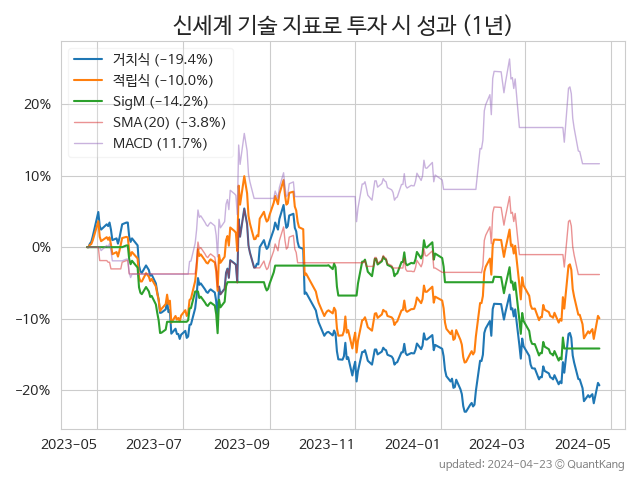 신세계 기술 지표로 투자 시 성과 (1년)
거치식 (−19.4%)
적립식 (−10.0%)
SigM (−14.2%)
SMA(20) (−3.8%)
MACD (11.7%)
20%
10%
0%
−10%
−20%
2023-05 2023-07 2023-09 2023-11 2024-01 2024-03 2024-05
updated: 2024-04-23 © QuantKang